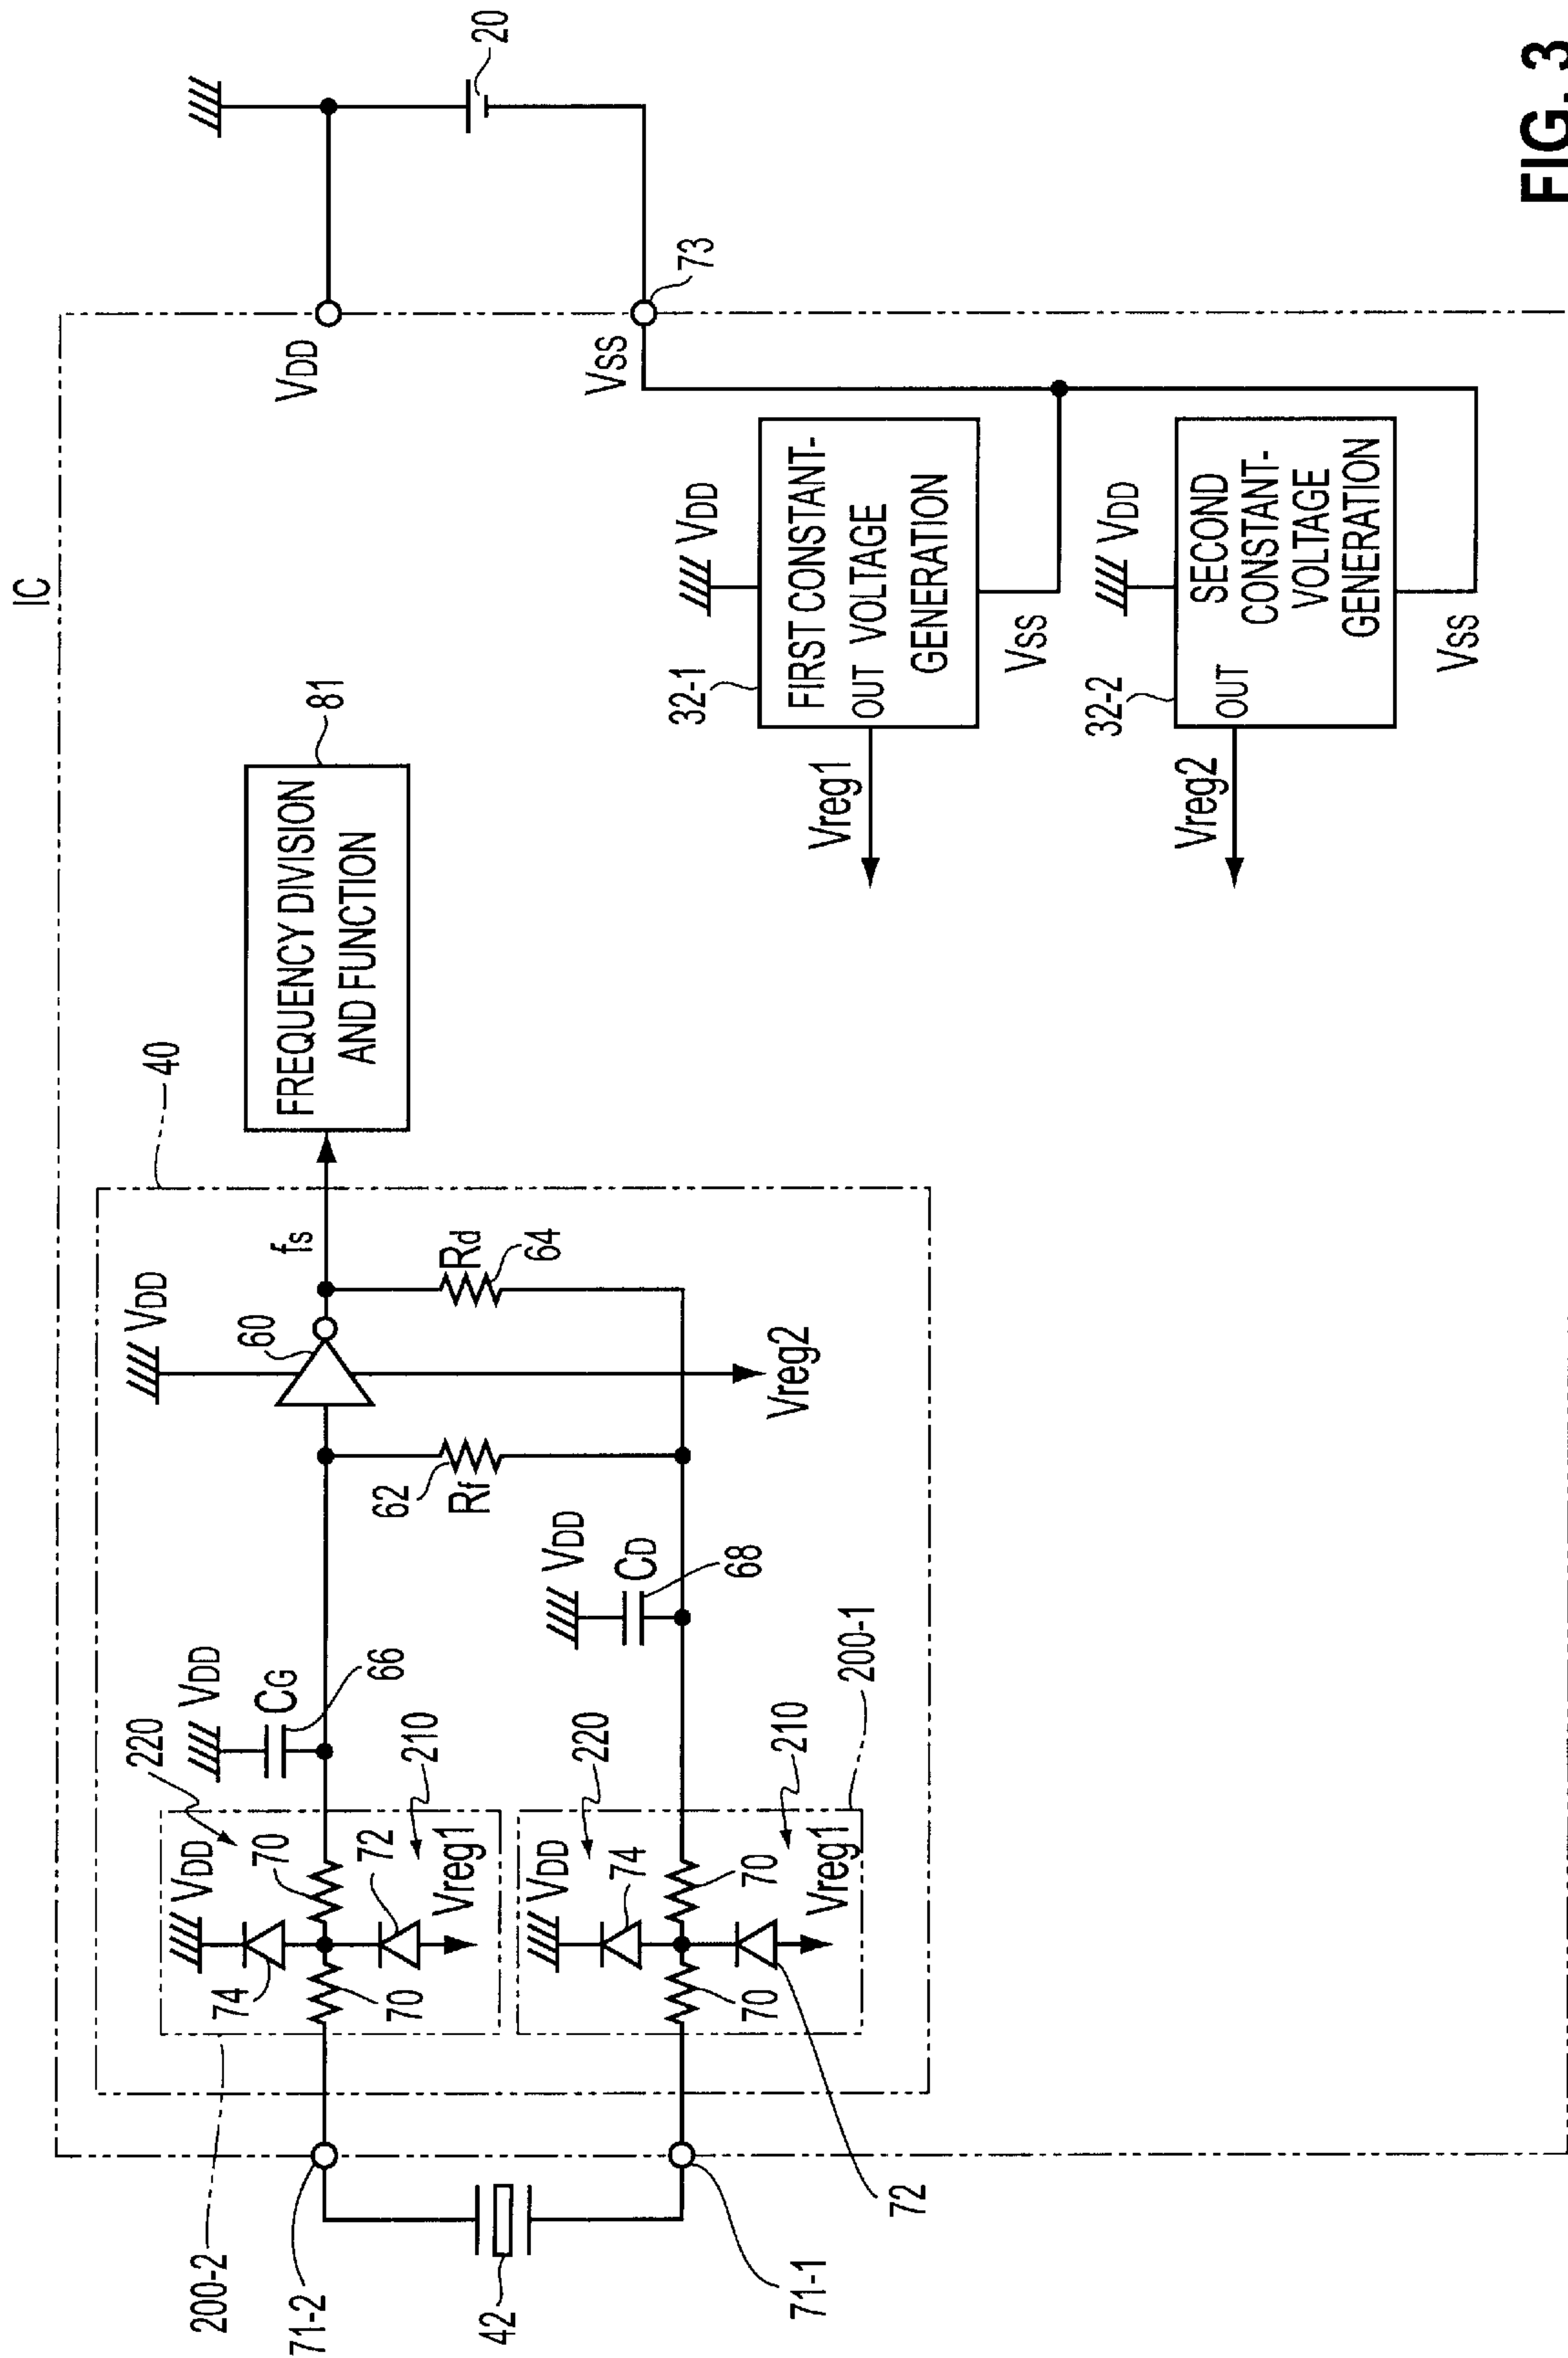 IC
40
VDD
60
fs
81
FREQUENCY DIVISION
AND FUNCTION
VDD
20
220
VDD
CG
66
VDD
70
74
70
72
210
Vreg1
62
Rf
Rd
64
VDD
CD
68
Vreg2
200-2
71-2
42
220
VDD
74
70
70
210
Vreg1
200-1
72
71-1
VSS
73
32-1
VDD
FIRST CONSTANT-
OUT VOLTAGE
GENERATION
Vreg1
VSS
32-2
VDD
SECOND
CONSTANT-
OUT
VOLTAGE
GENERATION
Vreg2
VSS
FIG. 3